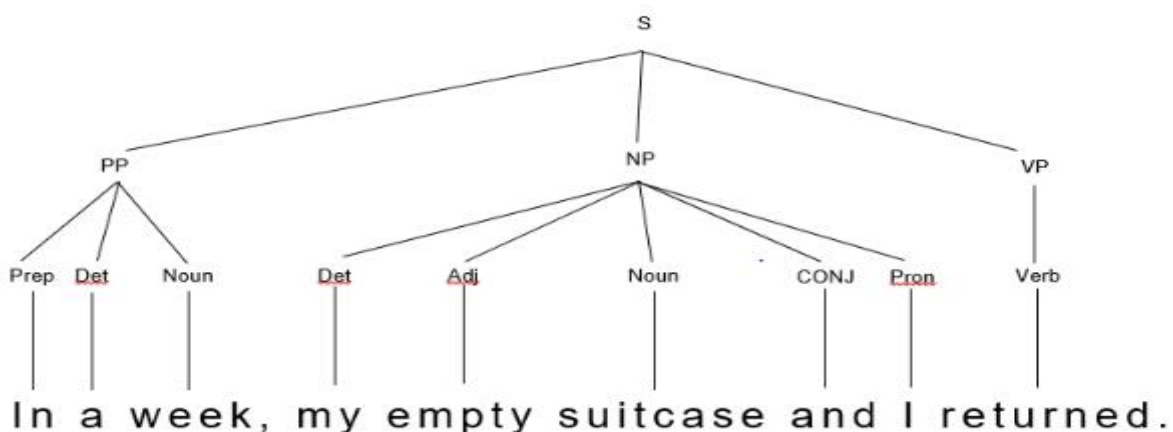 S
PP NP VP
Prep Det Noun Det Adj Noun CONJ Pron Verb
In a week, my empty suitcase and I returned.